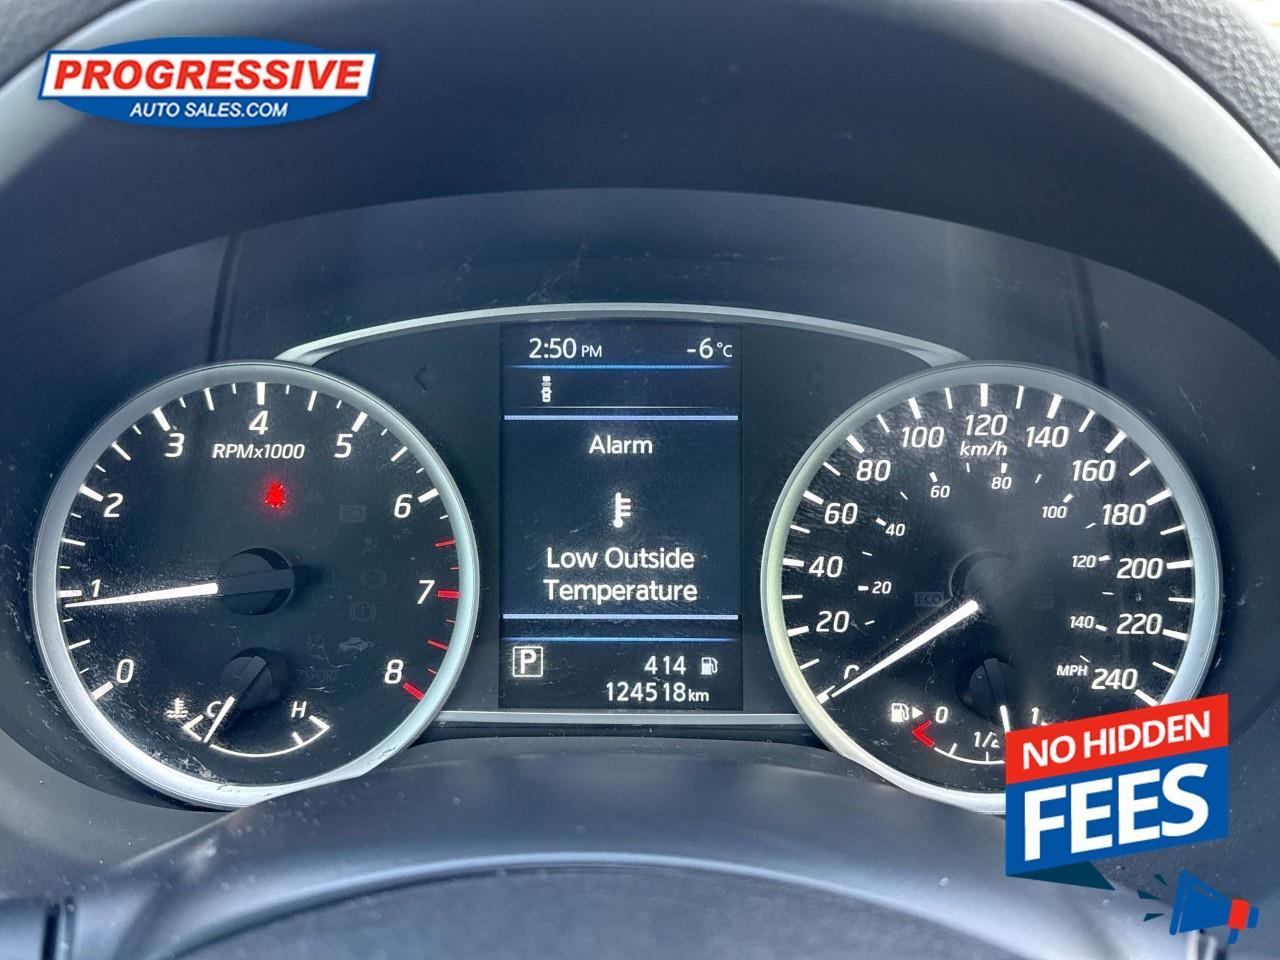 PROGRESSIVE
AUTO SALES.COM
2:50 PM -6°C
Alarm
Low Outside
Temperature
P
414
124518km
0 1 2 3 4 5 6 7 8
RPMx1000
C H
20 40 60 80 100 120 140 160 180 200 220 240
km/h
20 40 60 80 100 120 140
MPH
0 1/2 1
ECO
NO HIDDEN
FEES